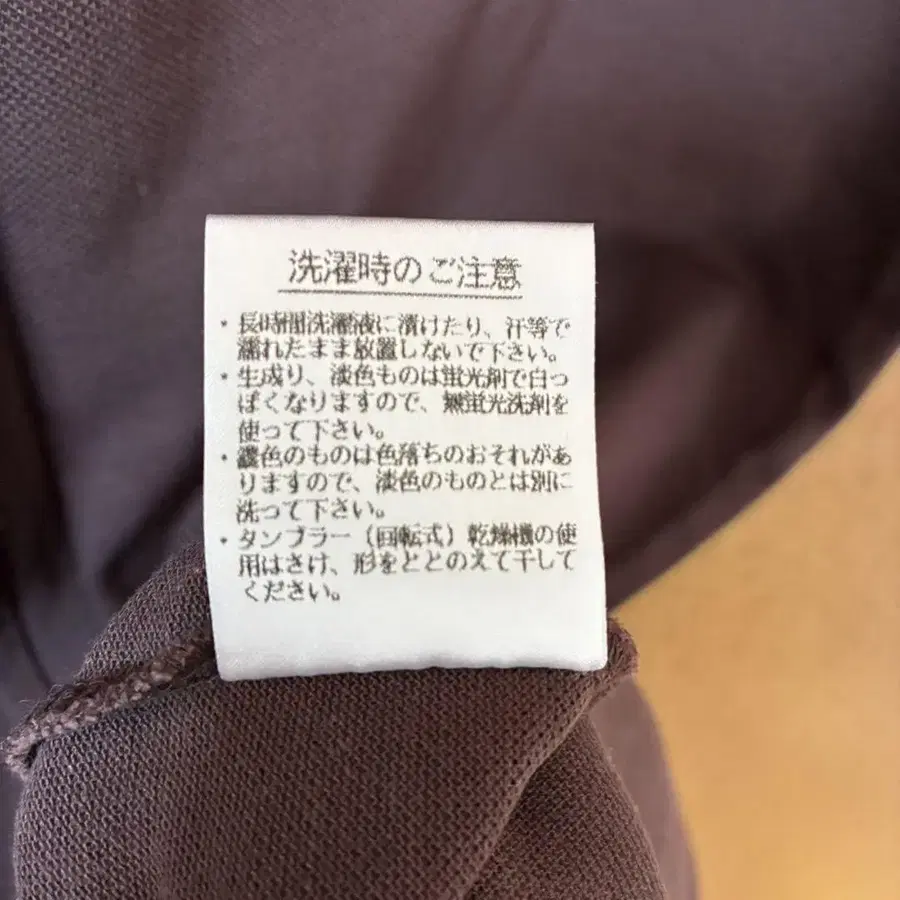 洗濯時のご注意
・長時間洗濯液に漬けたり、汗等で
濡れたまま放置しないで下さい。
・生成り、淡色ものは蛍光剤で白っ
ぽくなりますので、無蛍光洗剤を
使って下さい。
・濃色のものは色落ちのおそれがあ
りますので、淡色のものとは別に
洗って下さい。
・タンブラー（回転式）乾燥機の使
用はさけ、形をととのえて干して
ください。